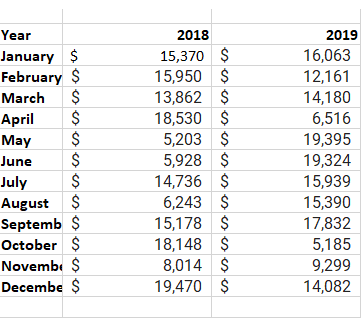 Year 2018 2019
January $ 15,370 $ 16,063
February $ 15,950 $ 12,161
March $ 13,862 $ 14,180
April $ 18,530 $ 6,516
May $ 5,203 $ 19,395
June $ 5,928 $ 19,324
July $ 14,736 $ 15,939
August $ 6,243 $ 15,390
Septemb $ 15,178 $ 17,832
October $ 18,148 $ 5,185
Novembe $ 8,014 $ 9,299
Decembe $ 19,470 $ 14,082